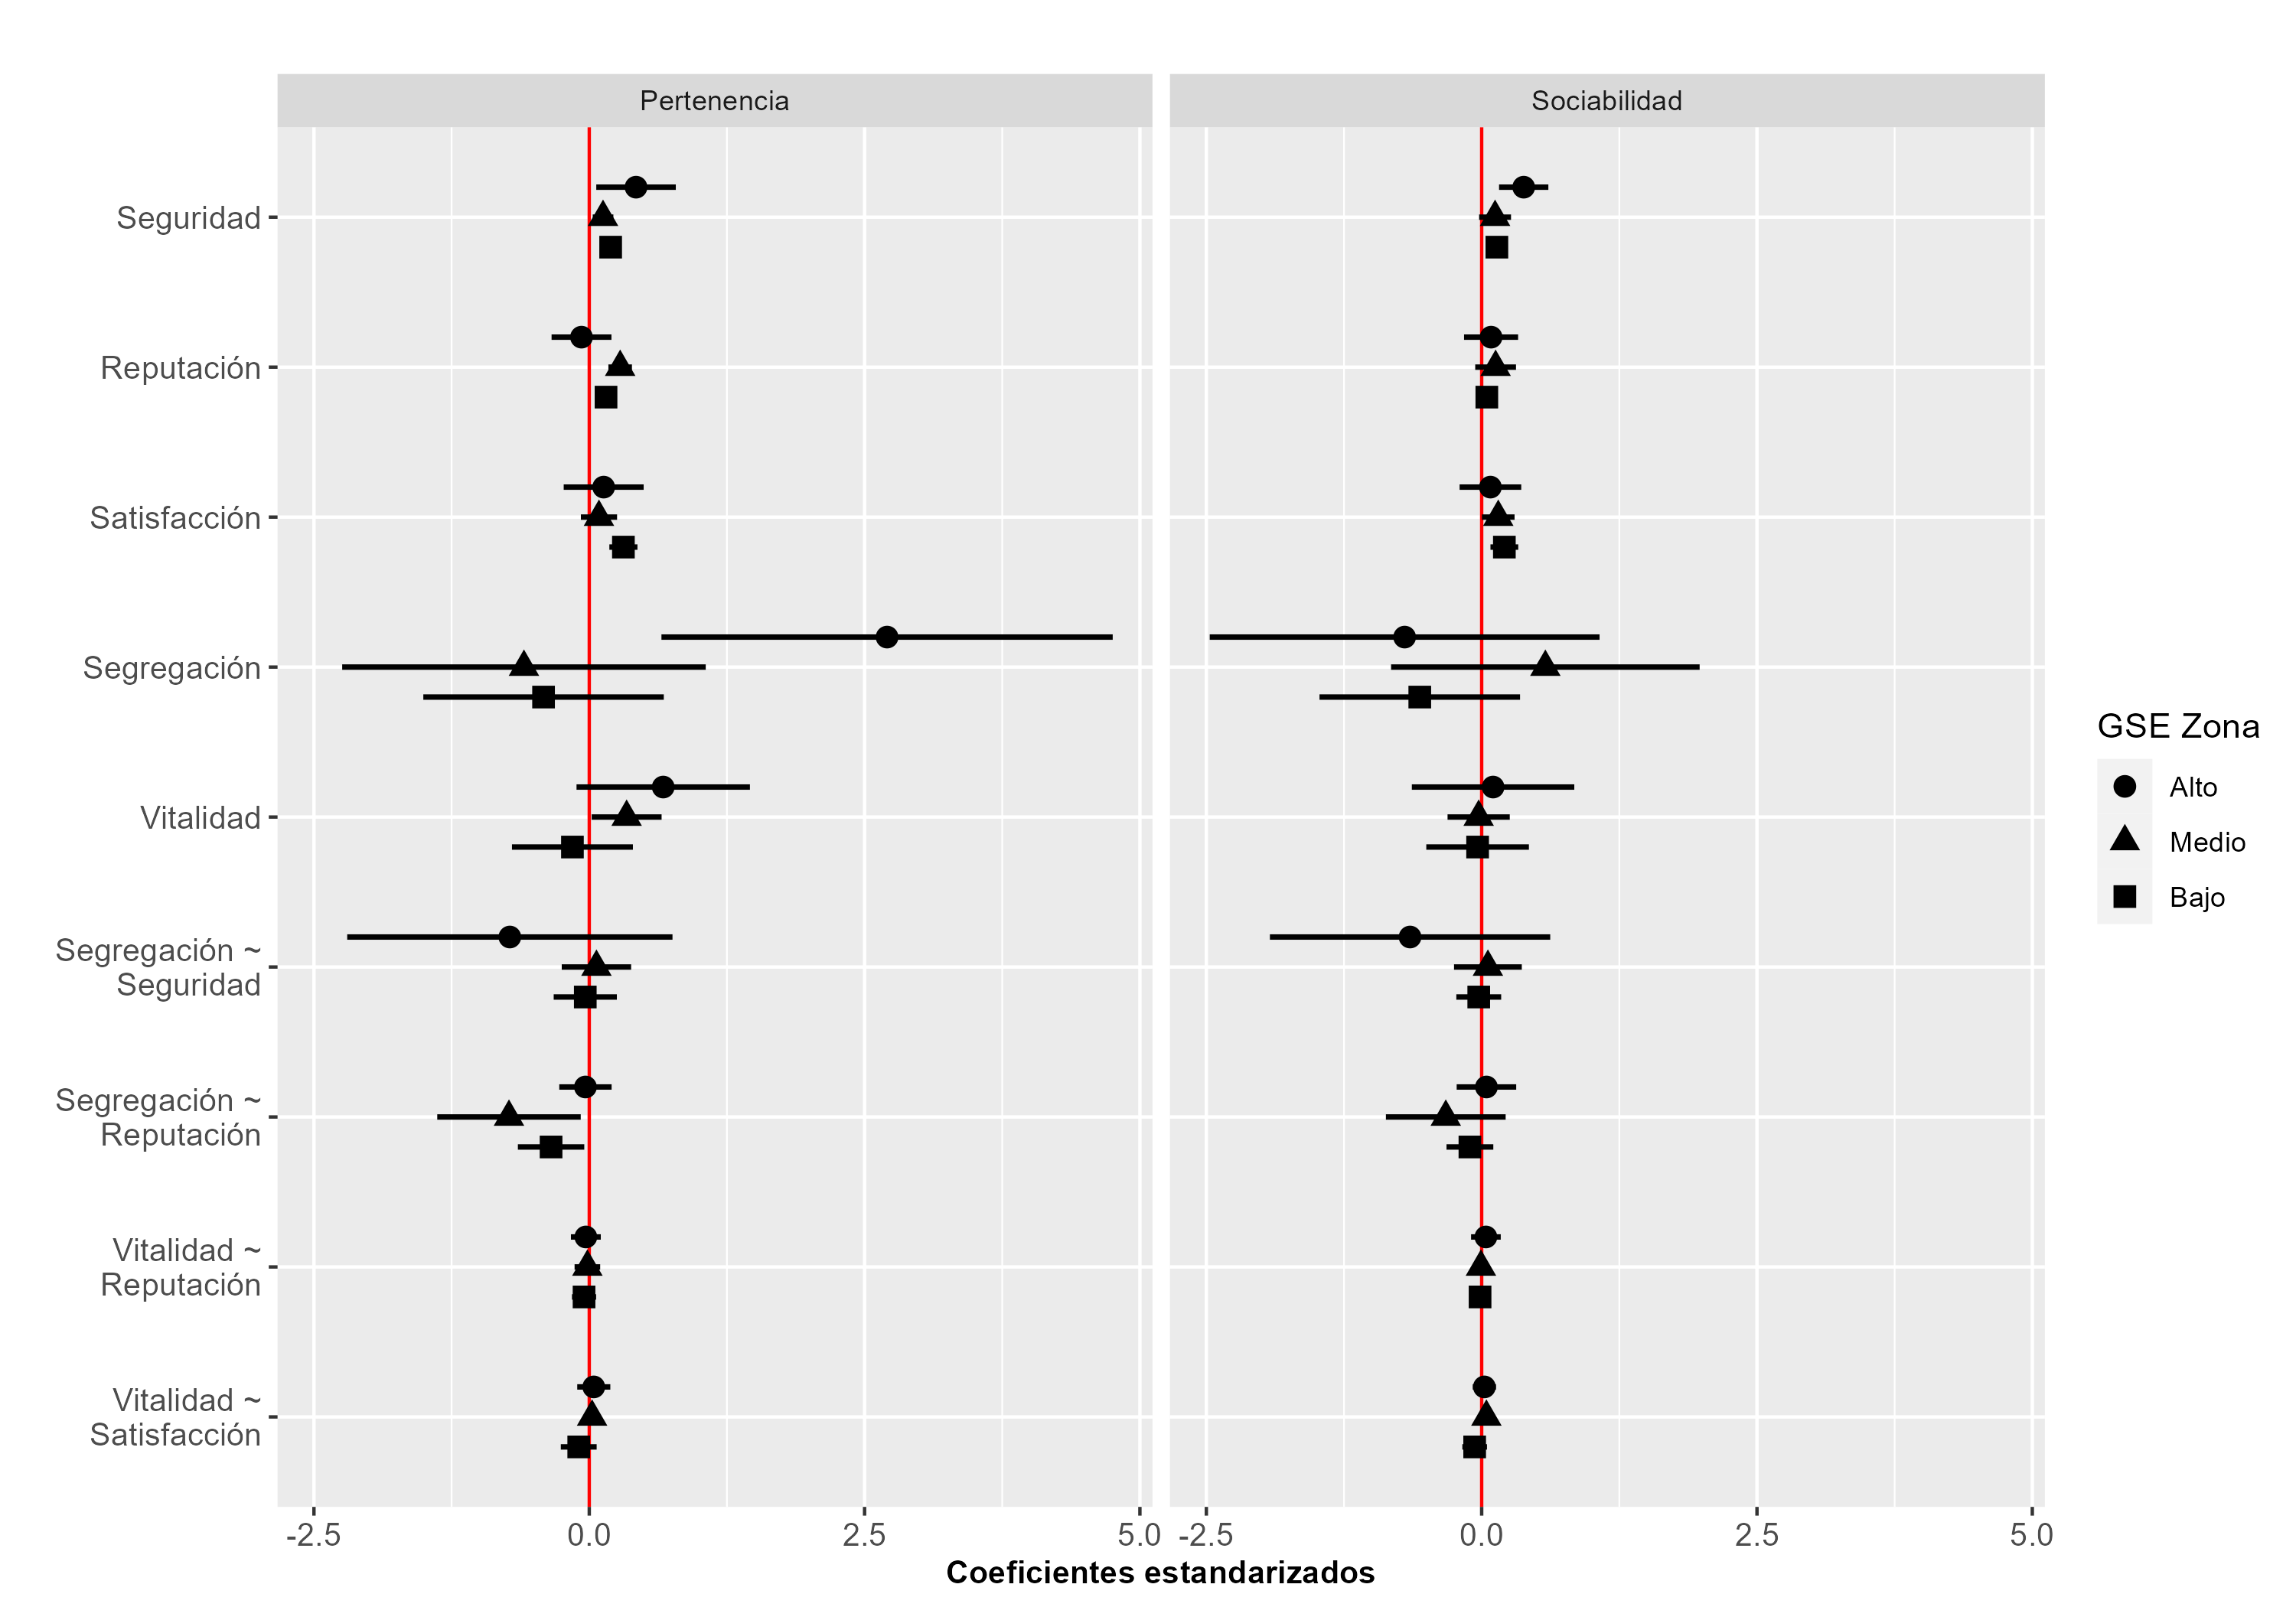 Pertenencia
Sociabilidad
Seguridad
Reputación
Satisfacción
Segregación
Vitalidad
Segregación ~
Seguridad
Segregación ~
Reputación
Vitalidad ~
Reputación
Vitalidad ~
Satisfacción
-2.5 0.0 2.5 5.0 -2.5 0.0 2.5 5.0
Coeficientes estandarizados
GSE Zona
Alto
Medio
Bajo